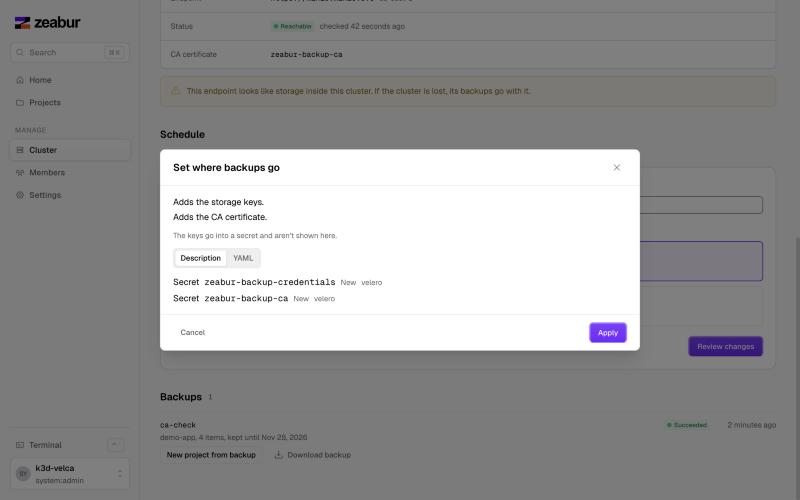 zeabur
Search ⌘K
Home
Projects
MANAGE
Cluster
Members
Settings
Terminal
SY
k3d-velca
system:admin
Status Reachable checked 42 seconds ago
CA certificate zeabur-backup-ca
This endpoint looks like storage inside this cluster. If the cluster is lost, its backups go with it.
Schedule
Set where backups go
Adds the storage keys.
Adds the CA certificate.
The keys go into a secret and aren't shown here.
Description YAML
Secret zeabur-backup-credentials New velero
Secret zeabur-backup-ca New velero
Cancel Apply
Review changes
Backups 1
ca-check Succeeded 2 minutes ago
demo-app, 4 items, kept until Nov 28, 2026
New project from backup Download backup